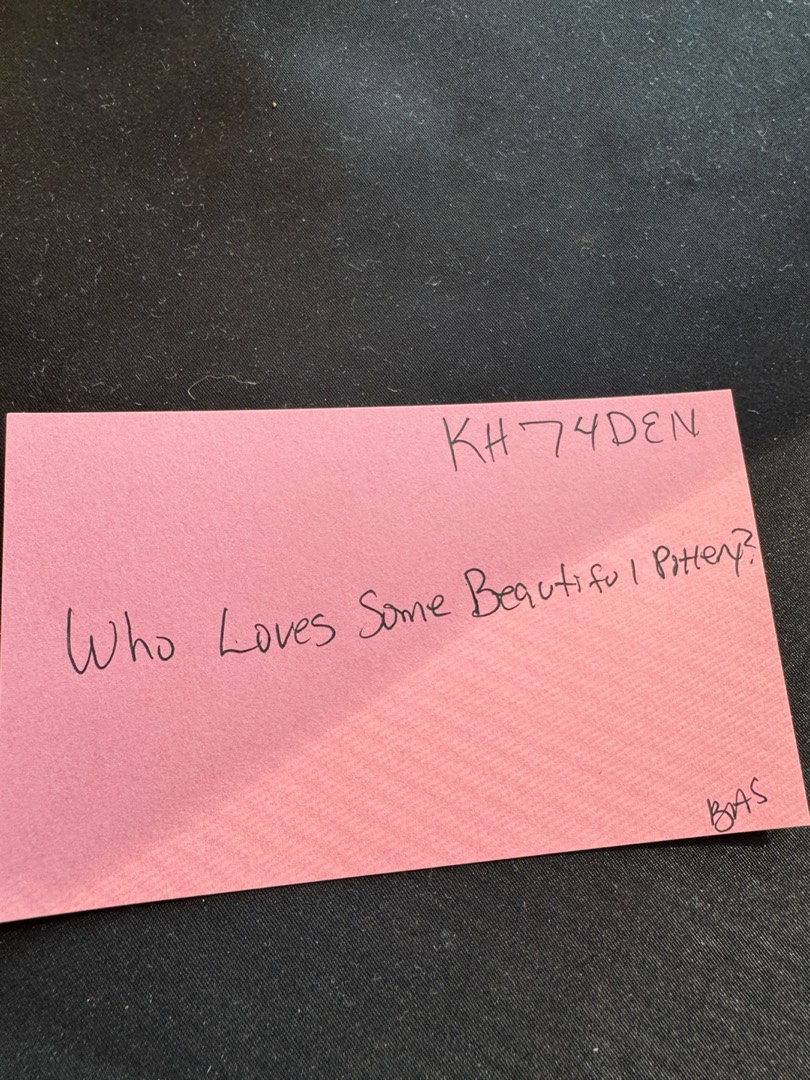 KH74DEN
Who Loves Some Beautiful Pottery?
BAS